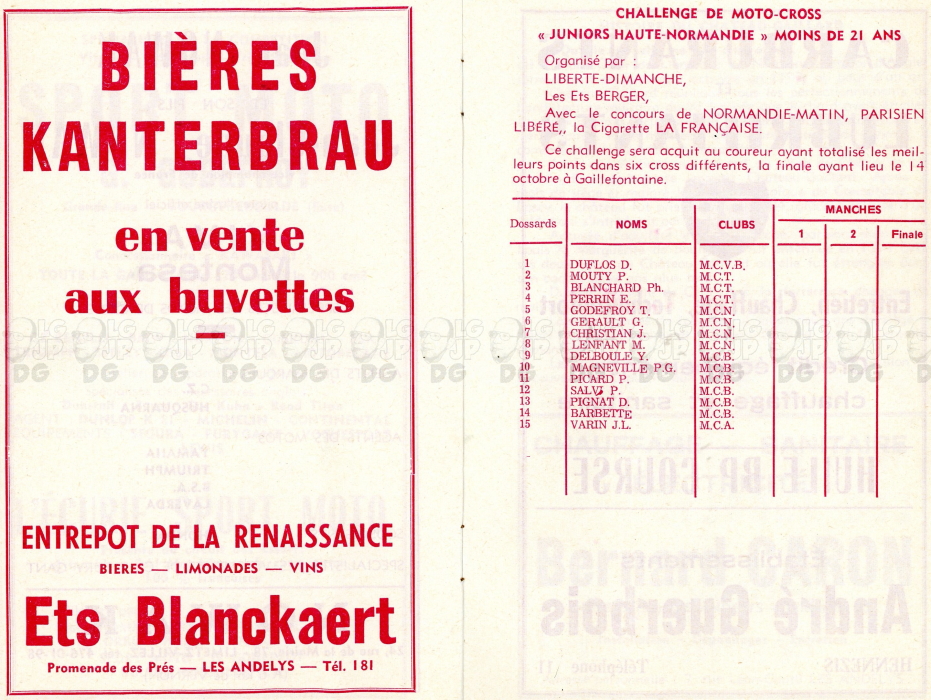 BIÈRES
KANTERBRAU
en vente
aux buvettes
ENTREPOT DE LA RENAISSANCE
BIERES — LIMONADES — VINS
Ets Blanckaert
Promenade des Prés — LES ANDELYS — Tél. 181
CHALLENGE DE MOTO-CROSS
« JUNIORS HAUTE-NORMANDIE » MOINS DE 21 ANS
Organisé par :
LIBERTE-DIMANCHE,
Les Ets BERGER,
Avec le concours de NORMANDIE-MATIN, PARISIEN
LIBÉRÉ,, la Cigarette LA FRANÇAISE.
Ce challenge sera acquit au coureur ayant totalisé les meil-
leurs points dans six cross différents, la finale ayant lieu le 14
octobre à Gaillefontaine.
Dossards NOMS CLUBS MANCHES
1 2 Finale
1 DUFLOS D. M.C.V.B.
2 MOUTY P. M.C.T.
3 BLANCHARD Ph. M.C.T.
4 PERRIN E. M.C.T.
5 GODEFROY T. M.C.N.
6 GERAULT G. M.C.N.
7 CHRISTIAN J. M.C.N.
8 LENFANT M. M.C.N.
9 DELBOULE Y. M.C.B.
10 MAGNEVILLE P.G. M.C.B.
11 PICARD P. M.C.B.
12 SALVI P. M.C.B.
13 PIGNAT D. M.C.B.
14 BARBETTE M.C.B.
15 VARIN J.L. M.C.A.